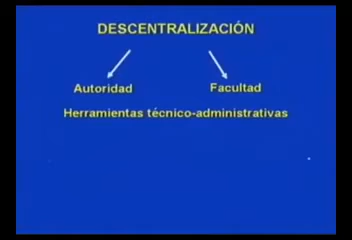 DESCENTRALIZACIÓN
Autoridad Facultad
Herramientas técnico-administrativas